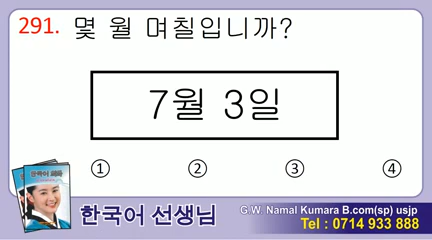 291. 몇 월 며칠입니까?
7월 3일
① ② ③ ④
한국어 선생님
G.W. Namal Kumara B.com(sp) usjp
Tel : 0714 933 888